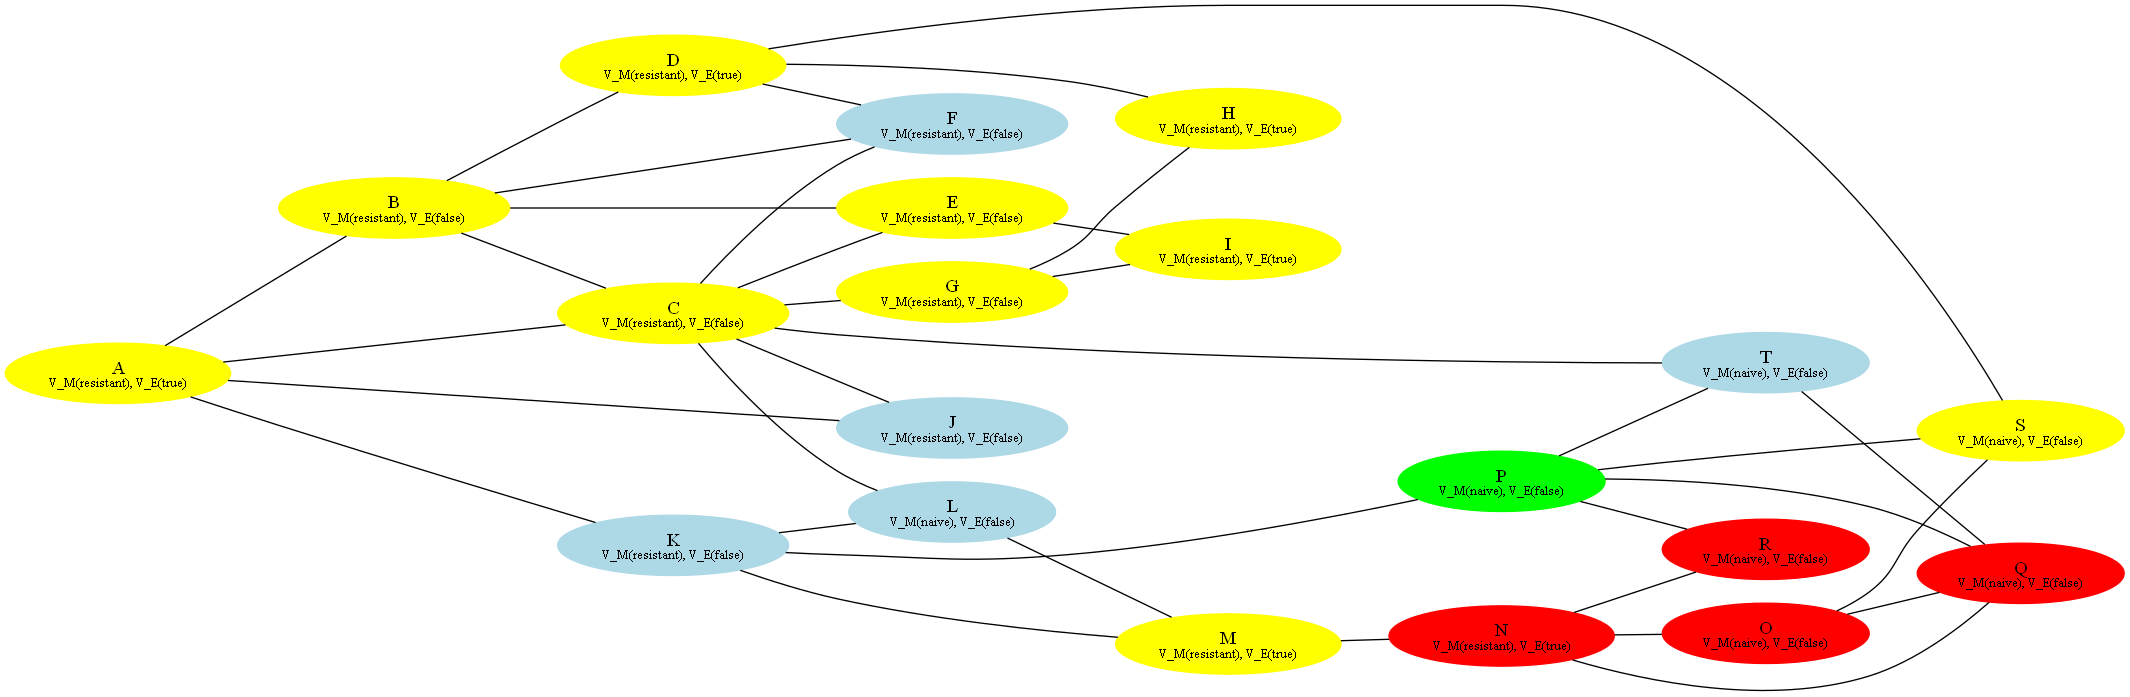 D
V_M(resistant), V_E(true)
F
V_M(resistant), V_E(false)
H
V_M(resistant), V_E(true)
B
V_M(resistant), V_E(false)
E
V_M(resistant), V_E(false)
I
V_M(resistant), V_E(true)
G
V_M(resistant), V_E(false)
C
V_M(resistant), V_E(false)
T
V_M(naive), V_E(false)
A
V_M(resistant), V_E(true)
J
V_M(resistant), V_E(false)
S
V_M(naive), V_E(false)
P
V_M(naive), V_E(false)
L
V_M(naive), V_E(false)
K
V_M(resistant), V_E(false)
R
V_M(naive), V_E(false)
Q
V_M(naive), V_E(false)
M
V_M(resistant), V_E(true)
N
V_M(resistant), V_E(true)
O
V_M(naive), V_E(false)